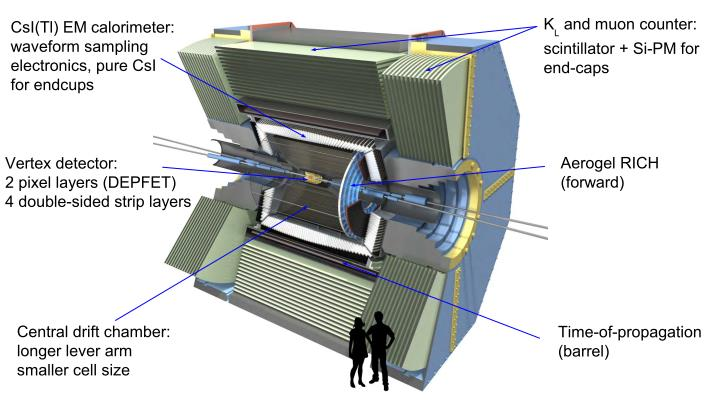 CsI(Tl) EM calorimeter:
waveform sampling
electronics, pure CsI
for endcups
K_L and muon counter:
scintillator + Si-PM for
end-caps
Vertex detector:
2 pixel layers (DEPFET)
4 double-sided strip layers
Aerogel RICH
(forward)
Central drift chamber:
longer lever arm
smaller cell size
Time-of-propagation
(barrel)